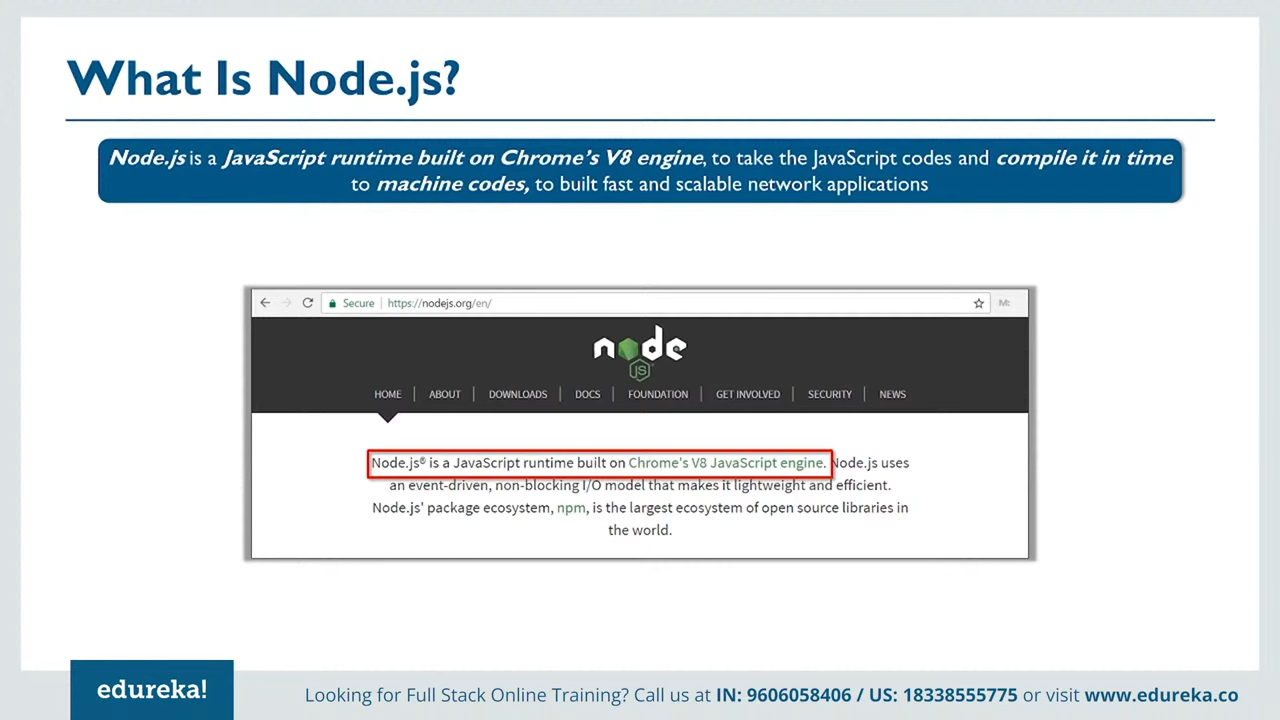 What Is Node.js?
Node.js is a JavaScript runtime built on Chrome's V8 engine, to take the JavaScript codes and compile it in time
to machine codes, to built fast and scalable network applications
Secure | https://nodejs.org/en/
M:
node
JS
HOME | ABOUT | DOWNLOADS | DOCS | FOUNDATION | GET INVOLVED | SECURITY | NEWS
Node.js® is a JavaScript runtime built on Chrome's V8 JavaScript engine. Node.js uses
an event-driven, non-blocking I/O model that makes it lightweight and efficient.
Node.js' package ecosystem, npm, is the largest ecosystem of open source libraries in
the world.
edureka!
Looking for Full Stack Online Training? Call us at IN: 9606058406 / US: 18338555775 or visit www.edureka.co